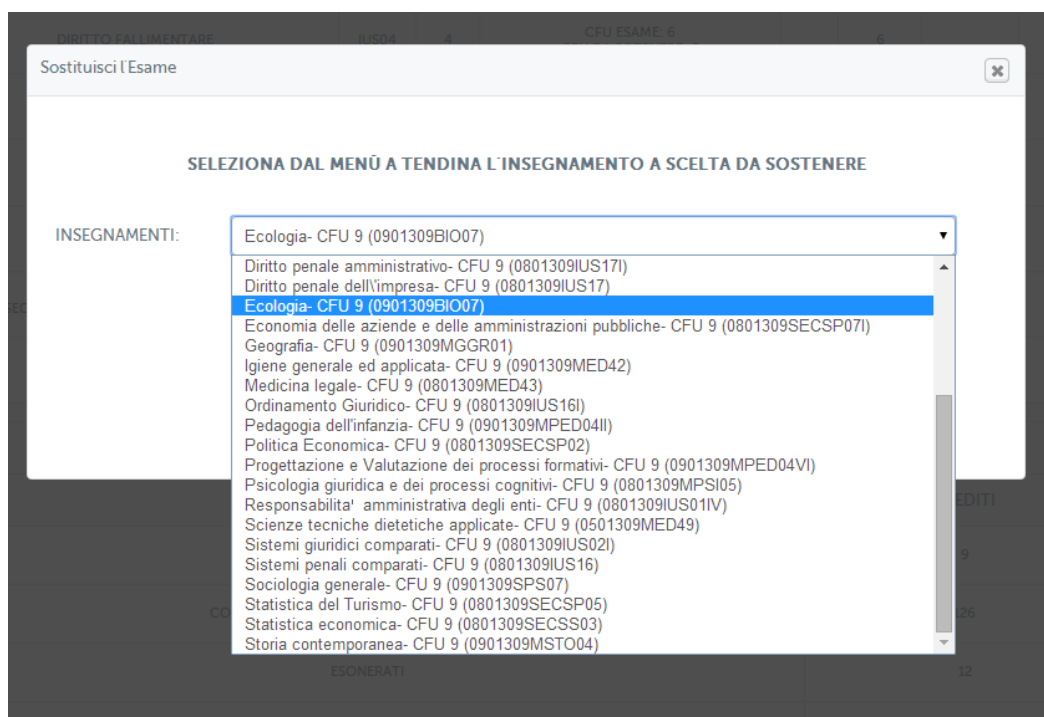 DIRITTO FALLIMENTARE IUS04 4 CFU ESAME: 6 6
Sostituisci l'Esame
SELEZIONA DAL MENÙ A TENDINA L'INSEGNAMENTO A SCELTA DA SOSTENERE
INSEGNAMENTI:
Ecologia- CFU 9 (0901309BIO07)
Diritto penale amministrativo- CFU 9 (0801309IUS17I)
Diritto penale dell\'impresa- CFU 9 (0801309IUS17)
Ecologia- CFU 9 (0901309BIO07)
Economia delle aziende e delle amministrazioni pubbliche- CFU 9 (0801309SECSP07I)
Geografia- CFU 9 (0901309MGGR01)
Igiene generale ed applicata- CFU 9 (0901309MED42)
Medicina legale- CFU 9 (0801309MED43)
Ordinamento Giuridico- CFU 9 (0801309IUS16I)
Pedagogia dell'infanzia- CFU 9 (0901309MPED04II)
Politica Economica- CFU 9 (0801309SECSP02)
Progettazione e Valutazione dei processi formativi- CFU 9 (0901309MPED04VI)
Psicologia giuridica e dei processi cognitivi- CFU 9 (0801309MPSI05)
Responsabilita' amministrativa degli enti- CFU 9 (0801309IUS01IV)
Scienze tecniche dietetiche applicate- CFU 9 (0501309MED49)
Sistemi giuridici comparati- CFU 9 (0801309IUS02I)
Sistemi penali comparati- CFU 9 (0801309IUS16)
Sociologia generale- CFU 9 (0901309SPS07)
Statistica del Turismo- CFU 9 (0801309SECSP05)
Statistica economica- CFU 9 (0801309SECSS03)
Storia contemporanea- CFU 9 (0901309MSTO04)
EDITI
9
CO 126
ESONERATI 12